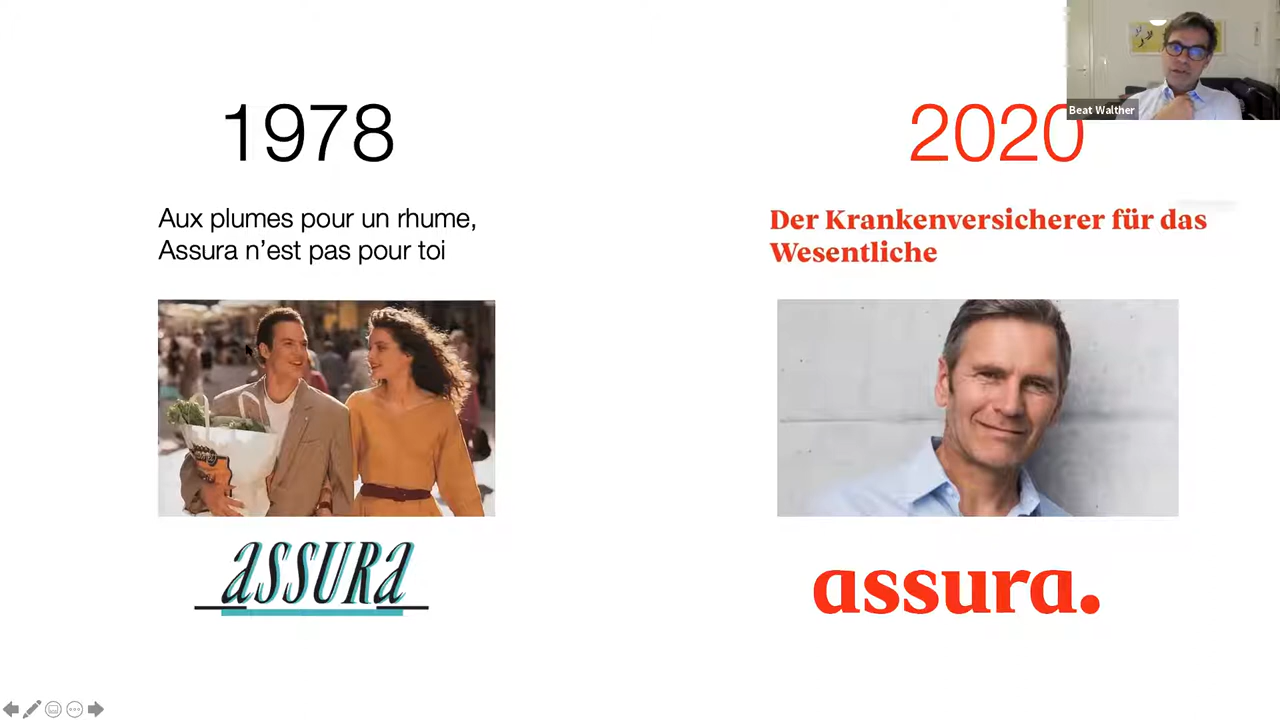 1978
Aux plumes pour un rhume,
Assura n'est pas pour toi
assura
2020
Der Krankenversicherer für das
Wesentliche
assura.
Beat Walther